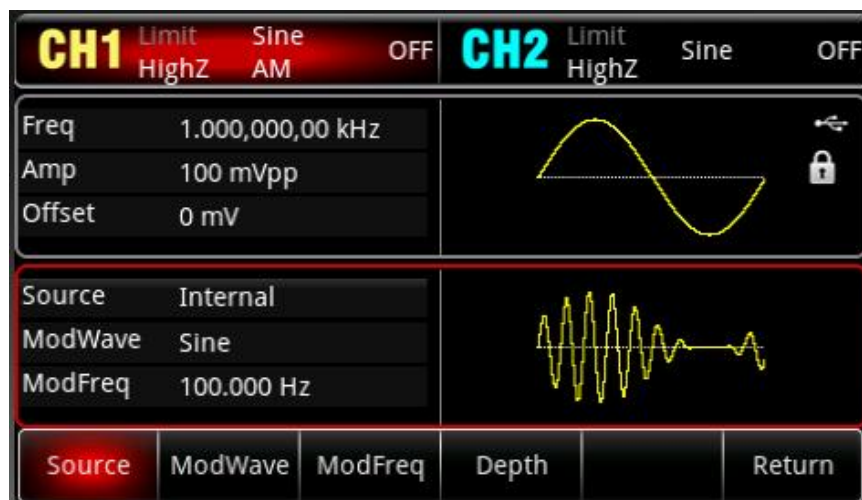 CH1 Limit Sine OFF CH2 Limit Sine OFF
HighZ AM HighZ
Freq 1.000,000,00 kHz
Amp 100 mVpp
Offset 0 mV
Source Internal
ModWave Sine
ModFreq 100.000 Hz
Source ModWave ModFreq Depth Return